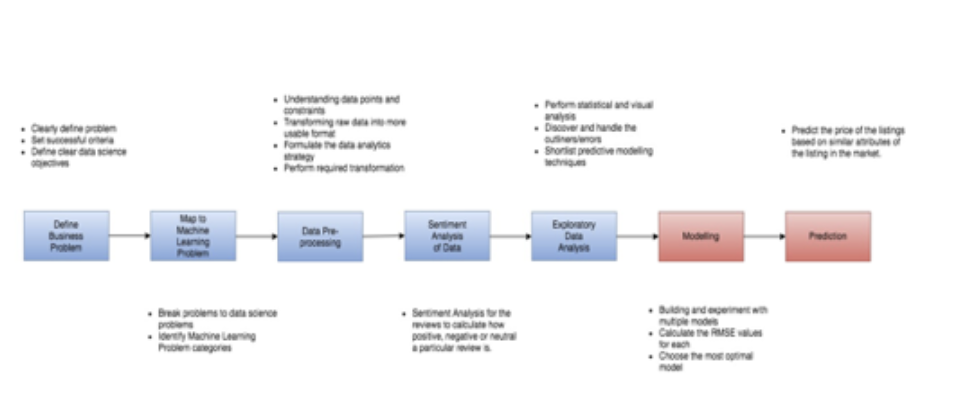 • Understanding data points and
constraints
• Transforming raw data into more
usable format
• Formulate the data analytics
strategy
• Perform required transformation
• Perform statistical and visual
analysis
• Discover and handle the
outliners/errors
• Shortlist predictive modelling
techniques
• Clearly define problem
• Set successful criteria
• Define clear data science
objectives
• Predict the price of the listings
based on similar attributes of
the listing in the market.
Define
Business
Problem
Map to
Machine
Learning
Problem
Data Pre-
processing
Sentiment
Analysis
of Data
Exploratory
Data
Analysis
Modelling
Prediction
• Break problems to data science
problems
• Identify Machine Learning
Problem categories
• Sentiment Analysis for the
reviews to calculate how
positive, negative or neutral
a particular review is.
• Building and experiment with
multiple models
• Calculate the RMSE values
for each
• Choose the most optimal
model